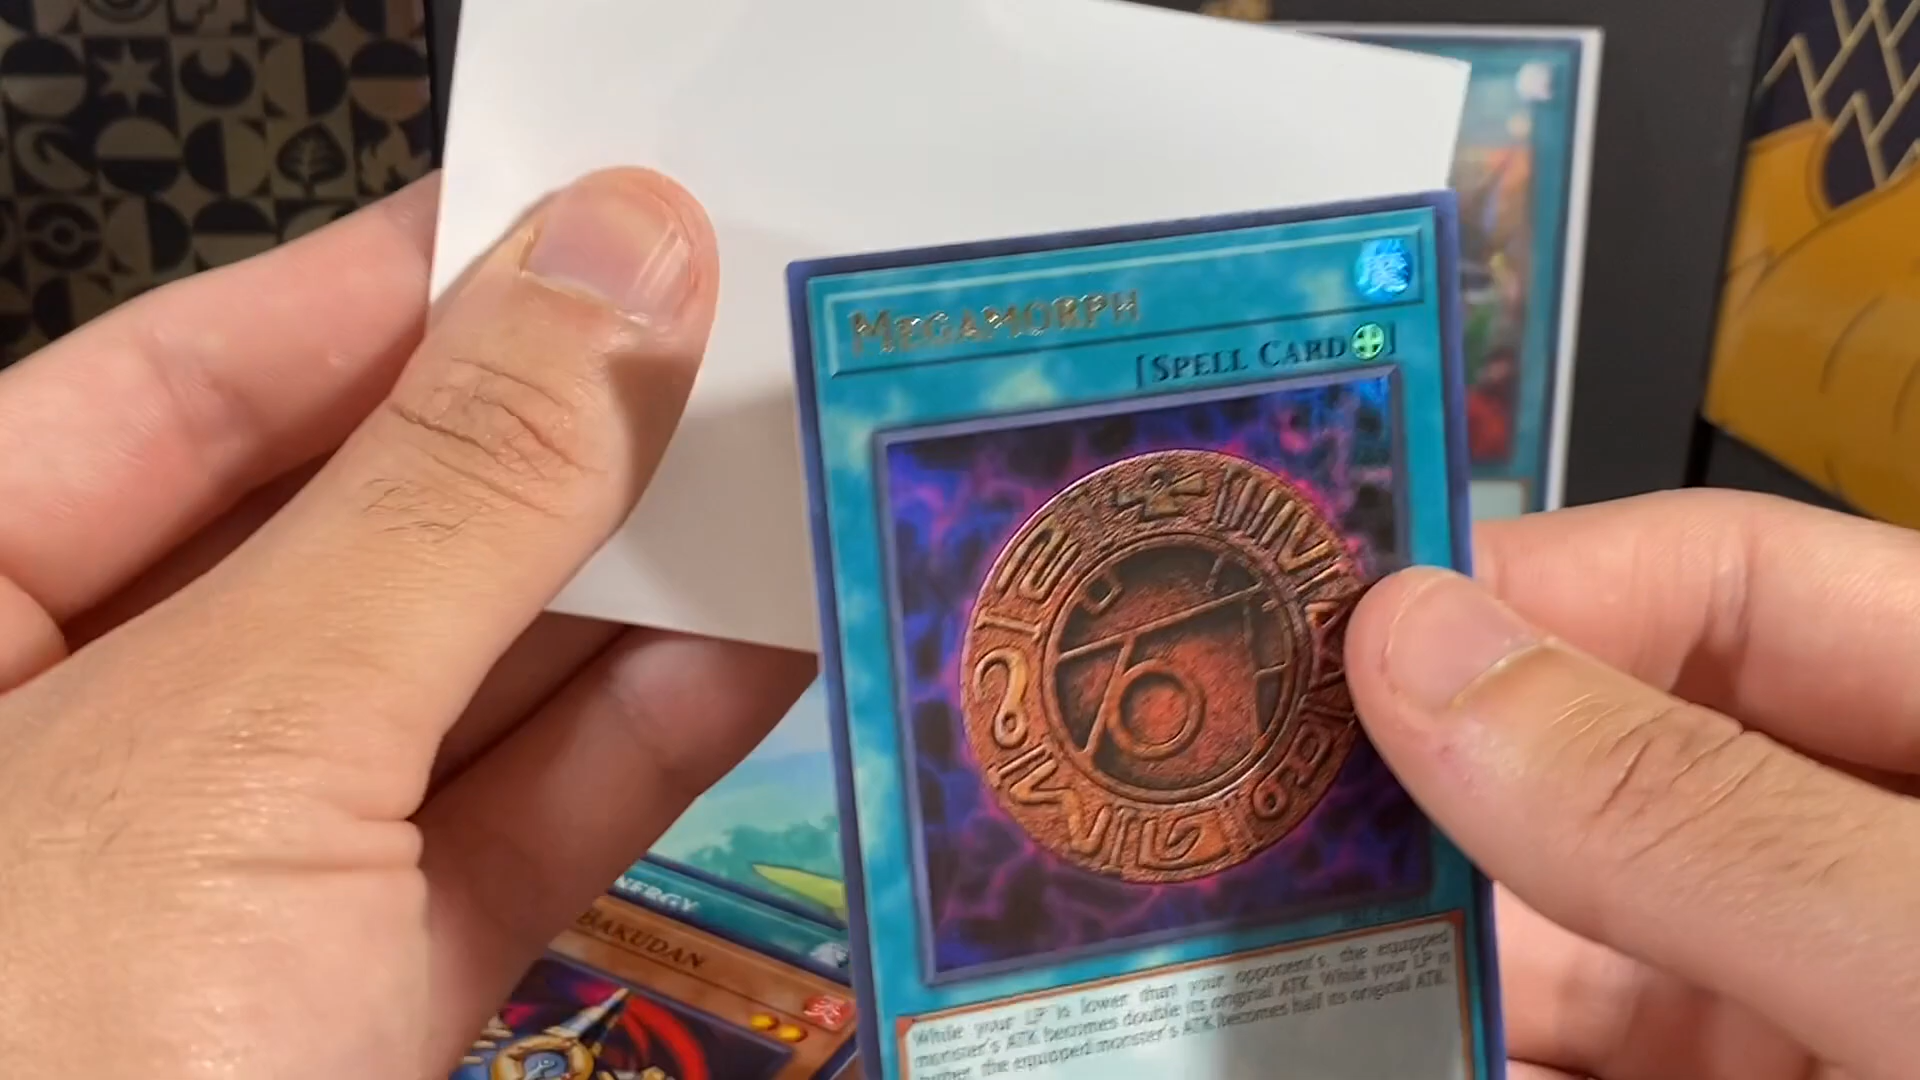 MEGAMORPH
[SPELL CARD]
While your LP is lower than your opponent's, the equipped
monster's ATK becomes double its original ATK. While your LP is
higher, the equipped monster's ATK becomes half its original ATK.
NERGY
BAKUDAN